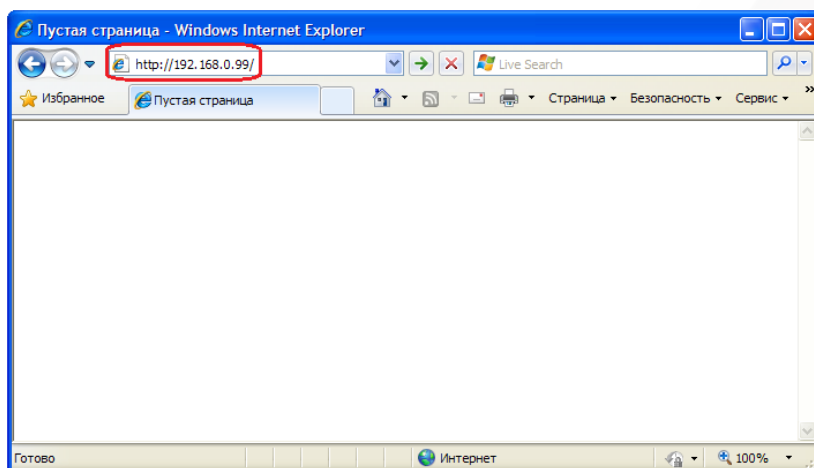 Пустая страница - Windows Internet Explorer
http://192.168.0.99/
Live Search
Избранное
Пустая страница
Страница
Безопасность
Сервис
»
Готово
Интернет
100%